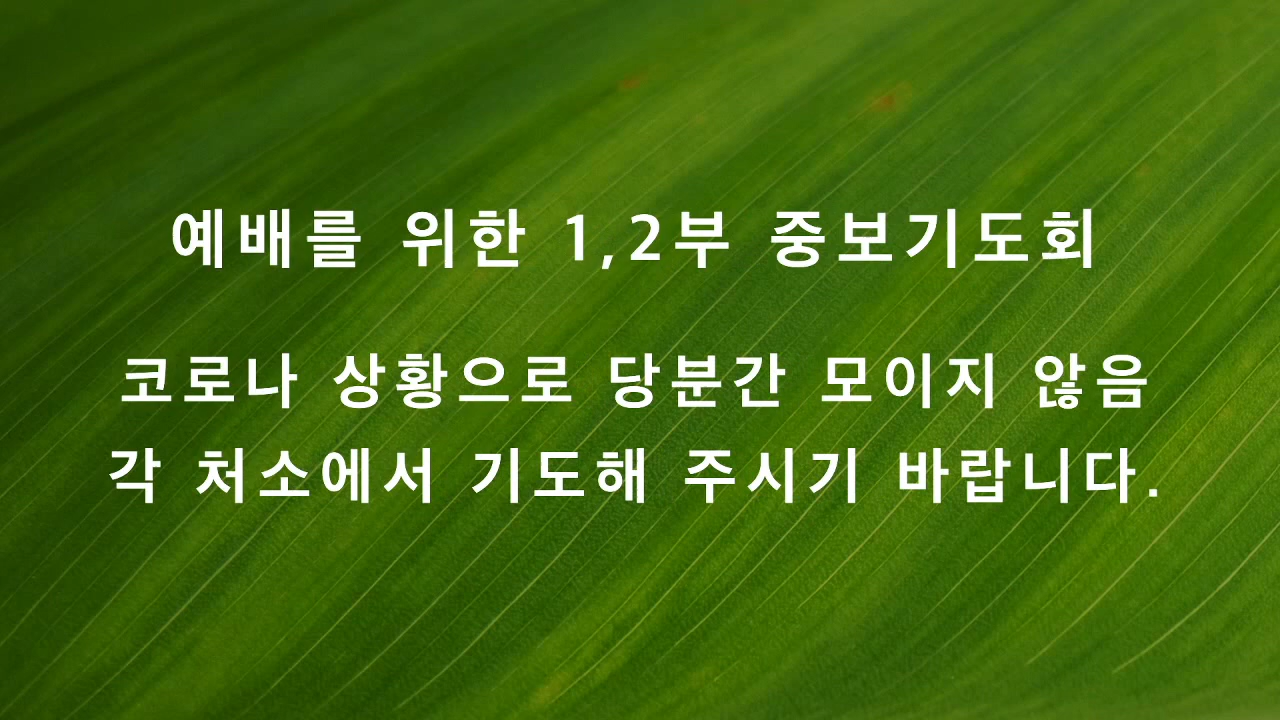 예배를 위한 1,2부 중보기도회
코로나 상황으로 당분간 모이지 않음
각 처소에서 기도해 주시기 바랍니다.